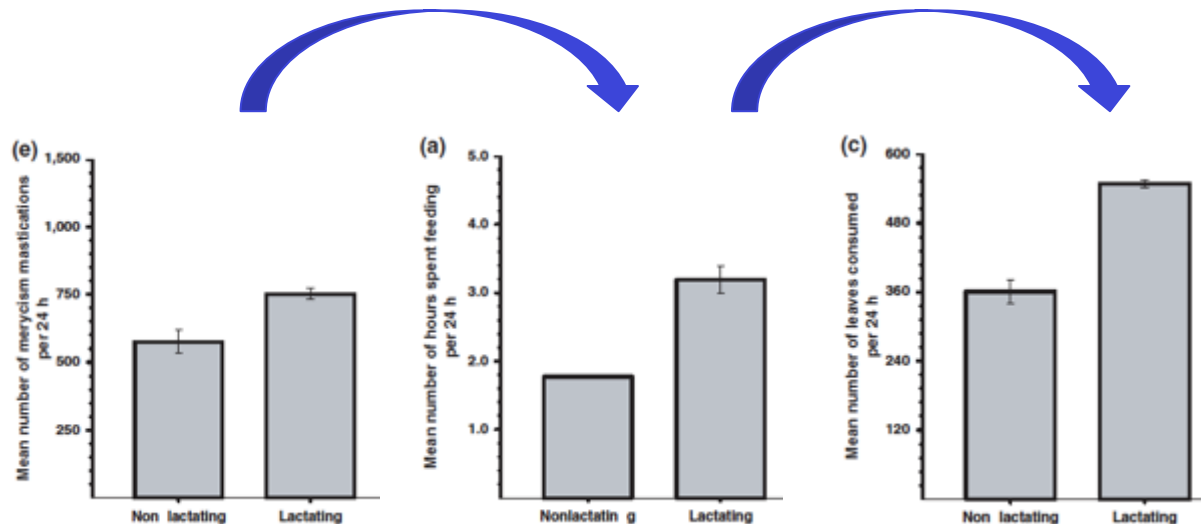 (e)
Mean number of merycism mastications
per 24 h
1,500
1,000
750
500
250
Non lactating
Lactating
(a)
Mean number of hours spent feeding
per 24 h
5.0
4.0
3.0
2.0
1.0
Nonlactatin g
Lactating
(c)
Mean number of leaves consumed
per 24 h
600
480
360
240
120
Non lactating
Lactating